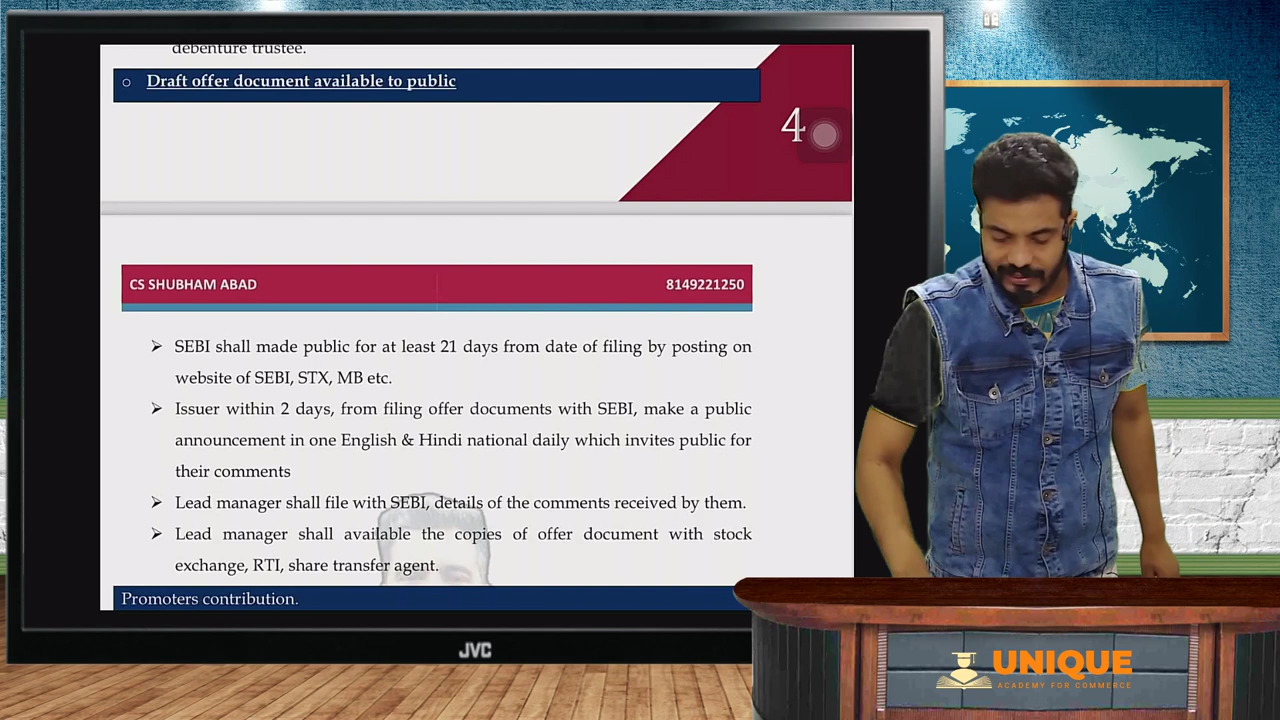 debenture trustee.
○ Draft offer document available to public
4
CS SHUBHAM ABAD 8149221250
➢ SEBI shall made public for at least 21 days from date of filing by posting on
website of SEBI, STX, MB etc.
➢ Issuer within 2 days, from filing offer documents with SEBI, make a public
announcement in one English & Hindi national daily which invites public for
their comments
➢ Lead manager shall file with SEBI, details of the comments received by them.
➢ Lead manager shall available the copies of offer document with stock
exchange, RTI, share transfer agent.
Promoters contribution.
JVC
UNIQUE
ACADEMY FOR COMMERCE